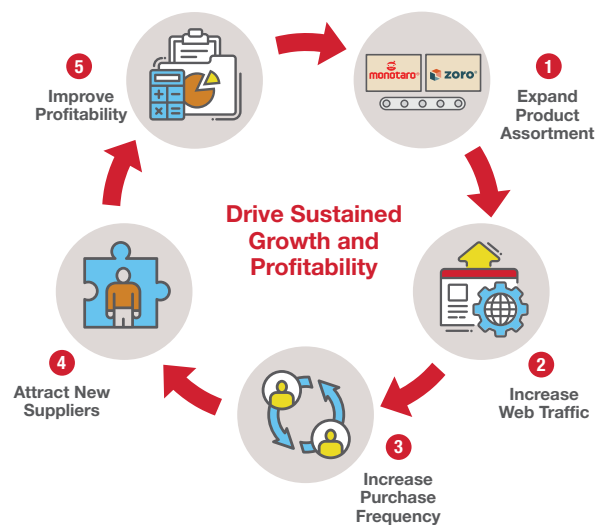 monotaro®
zoro®
1
Expand
Product
Assortment
2
Increase
Web Traffic
3
Increase
Purchase
Frequency
4
Attract New
Suppliers
5
Improve
Profitability
Drive Sustained
Growth and
Profitability